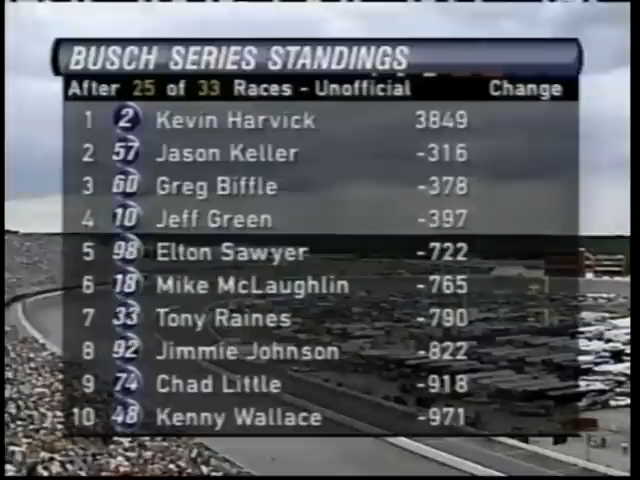 BUSCH SERIES STANDINGS
After 25 of 33 Races - Unofficial Change
1 2 Kevin Harvick 3849
2 57 Jason Keller -316
3 60 Greg Biffle -378
4 10 Jeff Green -397
5 98 Elton Sawyer -722
6 18 Mike McLaughlin -765
7 33 Tony Raines -790
8 92 Jimmie Johnson -822
9 74 Chad Little -918
10 48 Kenny Wallace -971